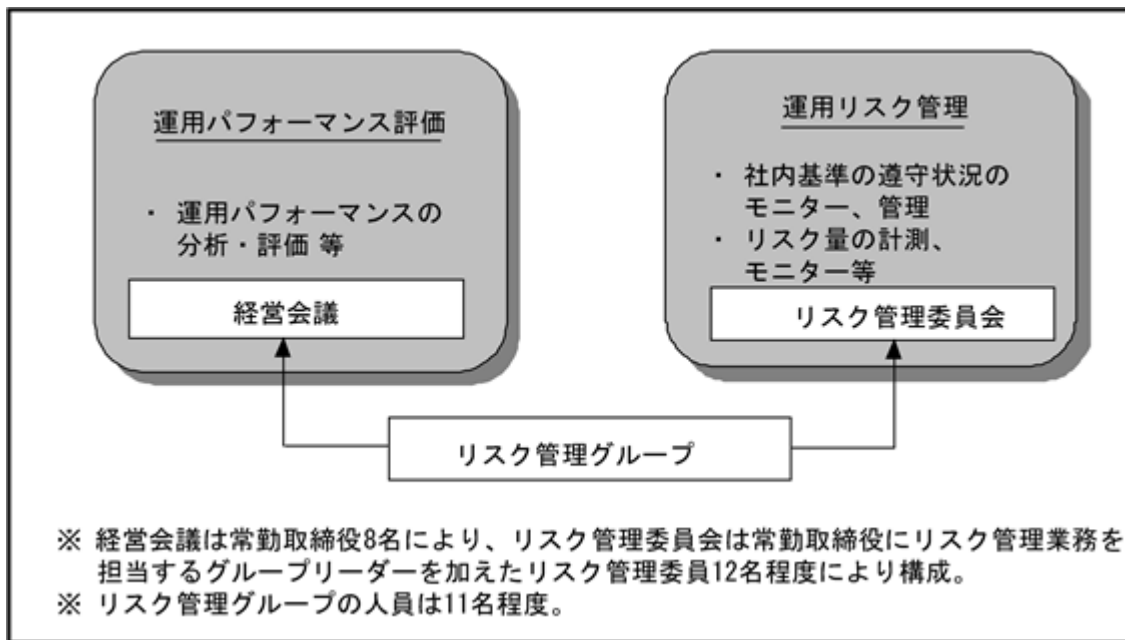 運用パフォーマンス評価
・ 運用パフォーマンスの
分析・評価 等
経営会議
運用リスク管理
・ 社内基準の遵守状況の
モニター、管理
・ リスク量の計測、
モニター等
リスク管理委員会
リスク管理グループ
※ 経営会議は常勤取締役8名により、リスク管理委員会は常勤取締役にリスク管理業務を
担当するグループリーダーを加えたリスク管理委員12名程度により構成。
※ リスク管理グループの人員は11名程度。